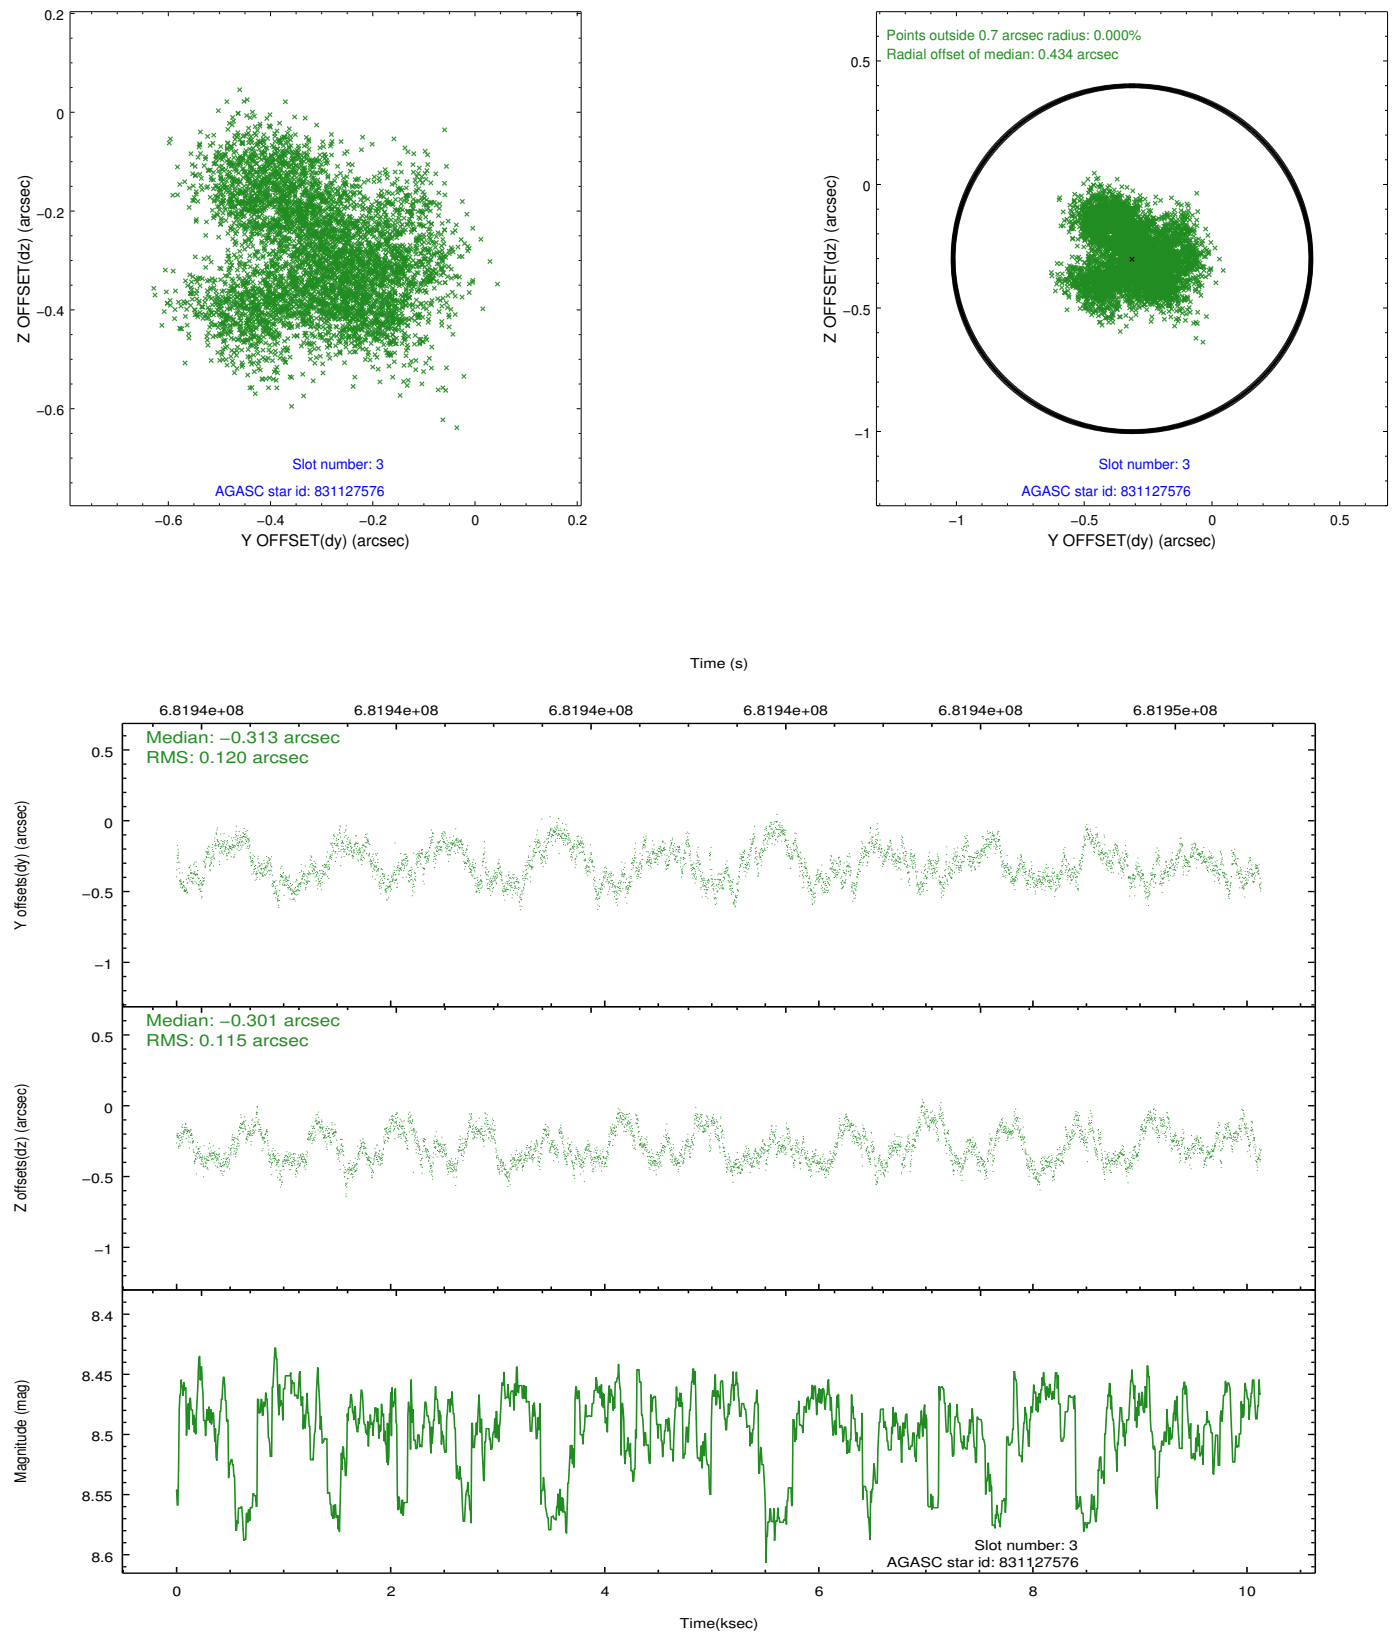 0.2
0
−0.2
−0.4
−0.6
Z OFFSET(dz) (arcsec)
Slot number: 3
AGASC star id: 831127576
−0.6
−0.4
−0.2
0
0.2
Y OFFSET(dy) (arcsec)
Points outside 0.7 arcsec radius: 0.000%
Radial offset of median: 0.434 arcsec
0.5
0
−0.5
−1
Z OFFSET(dz) (arcsec)
Slot number: 3
AGASC star id: 831127576
−1
−0.5
0
0.5
Y OFFSET(dy) (arcsec)
Time (s)
6.8194e+08
6.8194e+08
6.8194e+08
6.8194e+08
6.8194e+08
6.8195e+08
Median: −0.313 arcsec
RMS: 0.120 arcsec
0.5
0
−0.5
−1
Y offsets(dy) (arcsec)
Median: −0.301 arcsec
RMS: 0.115 arcsec
0.5
0
−0.5
−1
Z offsets(dz) (arcsec)
8.4
8.45
8.5
8.55
8.6
Magnitude (mag)
Slot number: 3
AGASC star id: 831127576
0
2
4
6
8
10
Time(ksec)